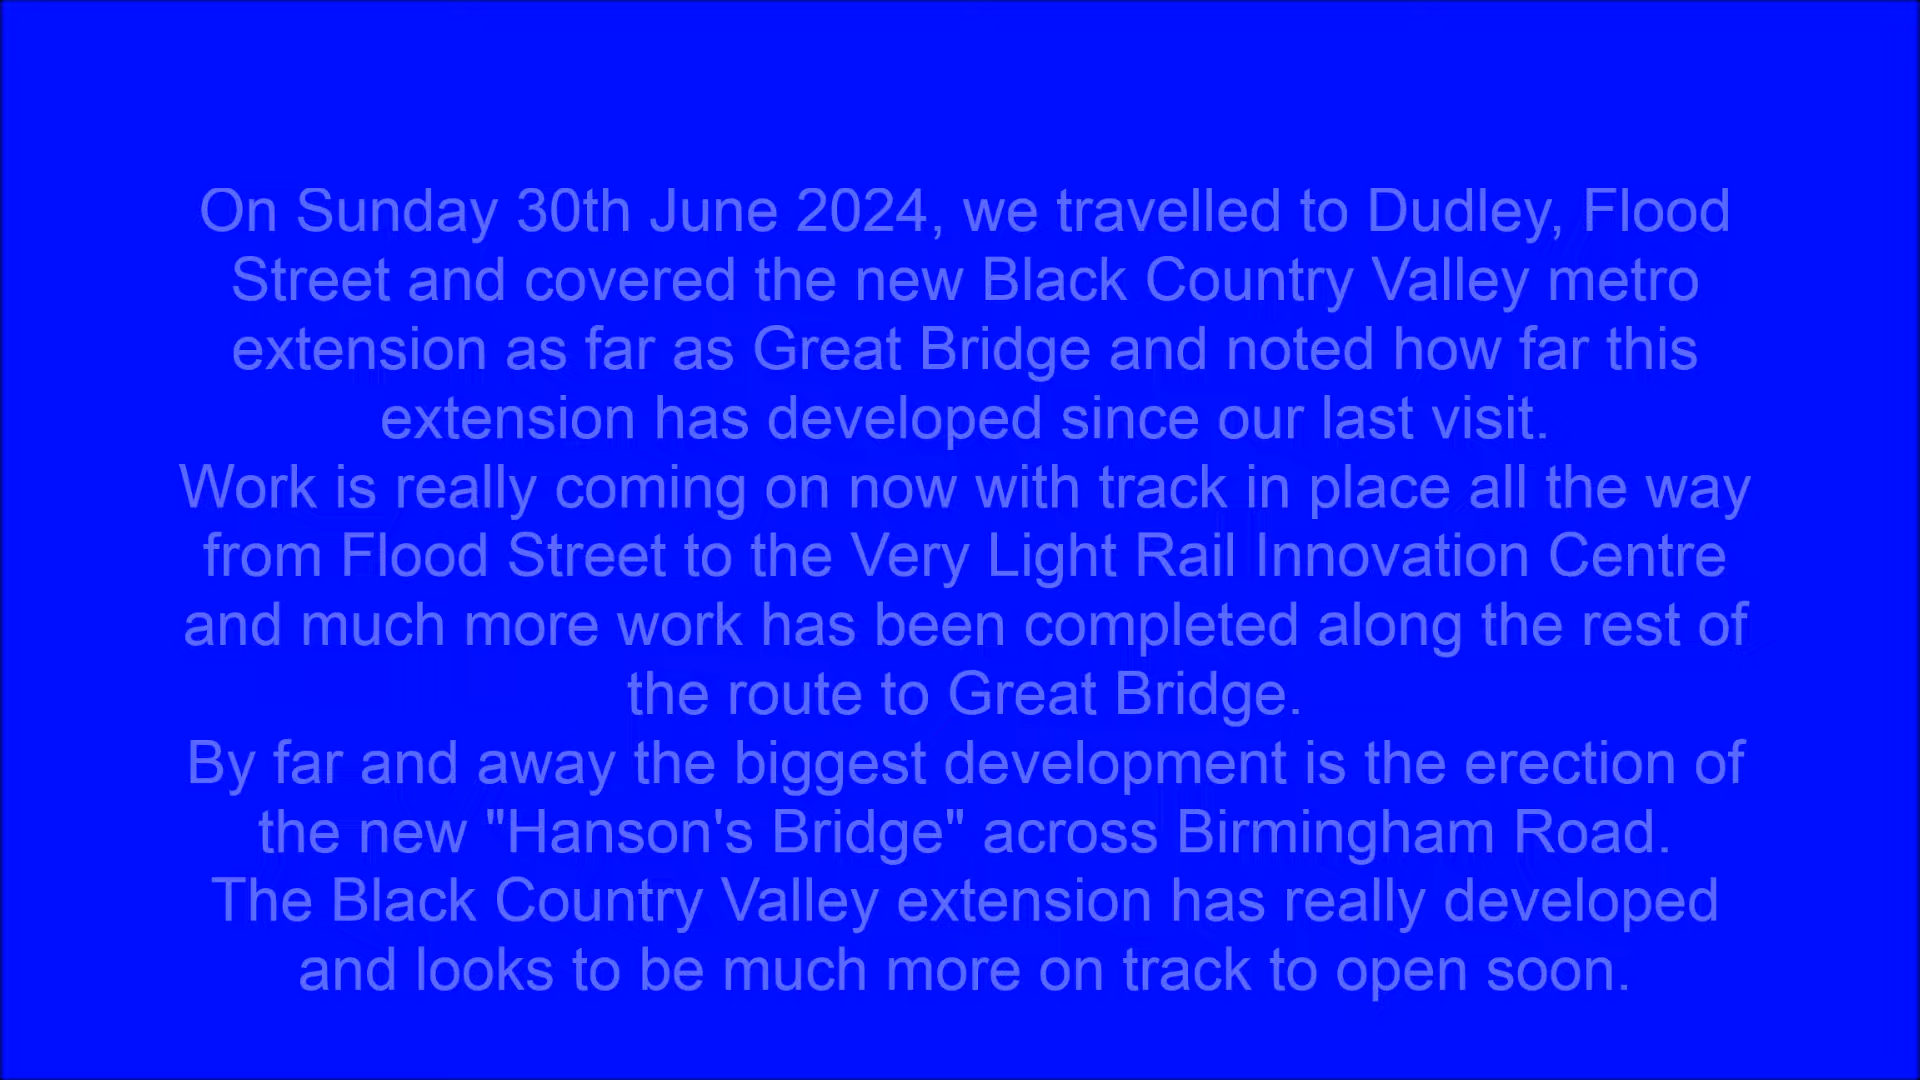 On Sunday 30th June 2024, we travelled to Dudley, Flood
Street and covered the new Black Country Valley metro
extension as far as Great Bridge and noted how far this
extension has developed since our last visit.
Work is really coming on now with track in place all the way
from Flood Street to the Very Light Rail Innovation Centre
and much more work has been completed along the rest of
the route to Great Bridge.
By far and away the biggest development is the erection of
the new "Hanson's Bridge" across Birmingham Road.
The Black Country Valley extension has really developed
and looks to be much more on track to open soon.